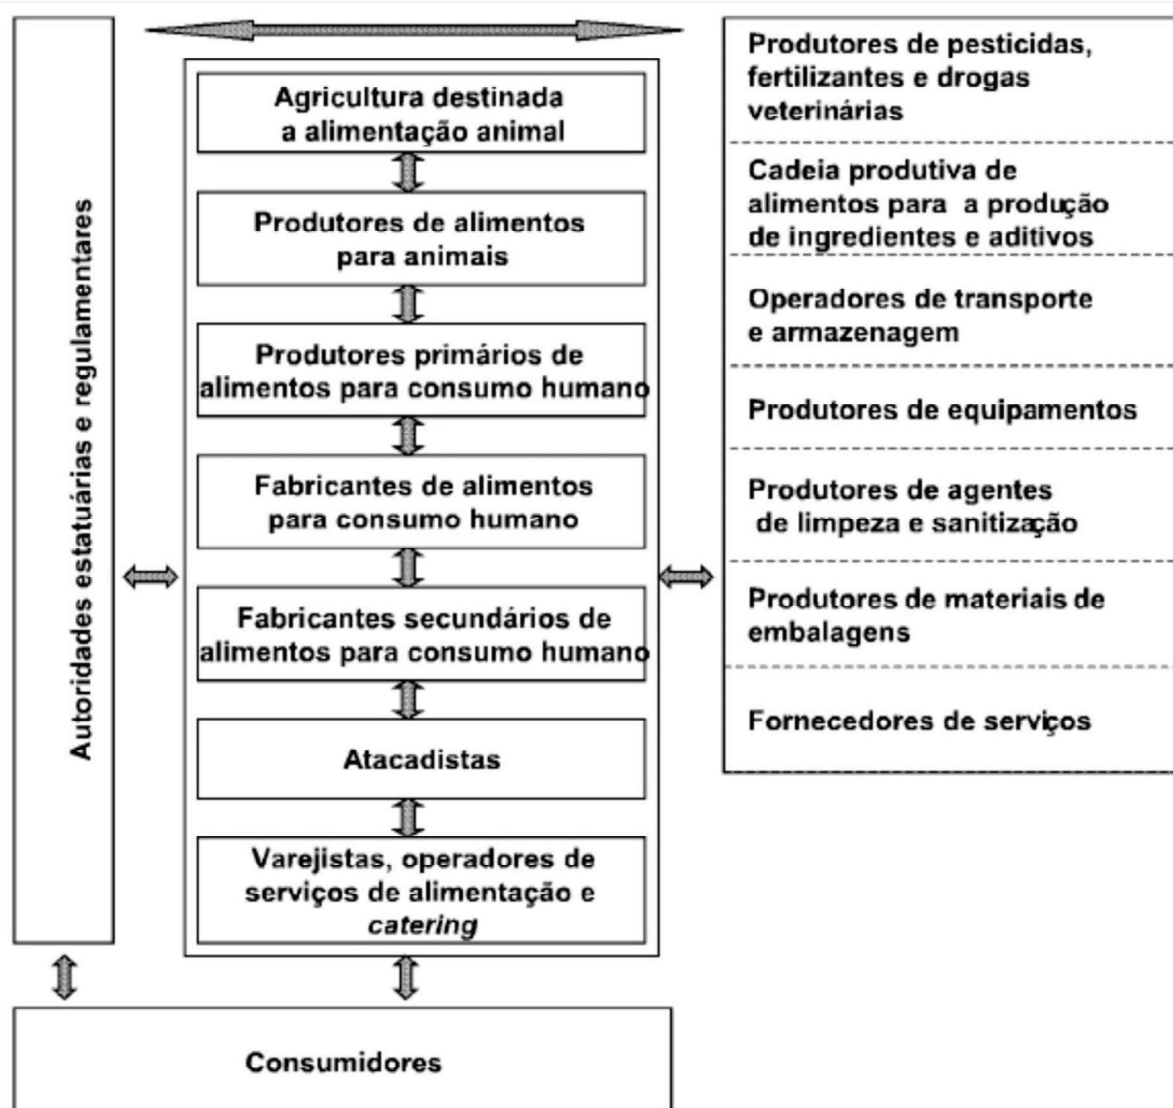 Autoridades estatuárias e regulamentares
Agricultura destinada
a alimentação animal
Produtores de alimentos
para animais
Produtores primários de
alimentos para consumo humano
Fabricantes de alimentos
para consumo humano
Fabricantes secundários de
alimentos para consumo humano
Atacadistas
Varejistas, operadores de
serviços de alimentação e
catering
Produtores de pesticidas,
fertilizantes e drogas
veterinárias
Cadeia produtiva de
alimentos para a produção
de ingredientes e aditivos
Operadores de transporte
e armazenagem
Produtores de equipamentos
Produtores de agentes
de limpeza e sanitização
Produtores de materiais de
embalagens
Fornecedores de serviços
Consumidores